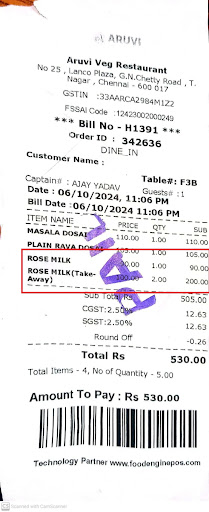 ARUVI
Aruvi Veg Restaurant
No 25 , Lanco Plaza, G.N.Chetty Road , T.
Nagar , Chennai - 600 017
GSTIN :33AARCA2984M1Z2
FSSAI Code :12423002000249
*** Bill No - H1391 ***
Order ID : 342636
DINE_IN
Customer Name :
Table#: F3B
Captain# : AJAY YADAV Guests#: 1
Date : 06/10/2024, 11:06 PM
Bill Date : 06/10/2024 11:06 PM
ITEM NAME PRICE QTY SUB
MASALA DOSAI 110.00 1.00 110.00
PLAIN RAVA DOSAI 1.00 105.00
ROSE MILK 1.00 90.00
ROSE MILK(Take-Away) 2.00 200.00
Sub Total Rs 505.00
CGST:2.50% 12.63
SGST:2.50% 12.63
Round Off -0.26
Total Rs 530.00
Total Items - 4, No of Quantity - 5.00
Amount To Pay : Rs 530.00
Technology Partner www.foodenginepos.com
Scanned with CamScanner